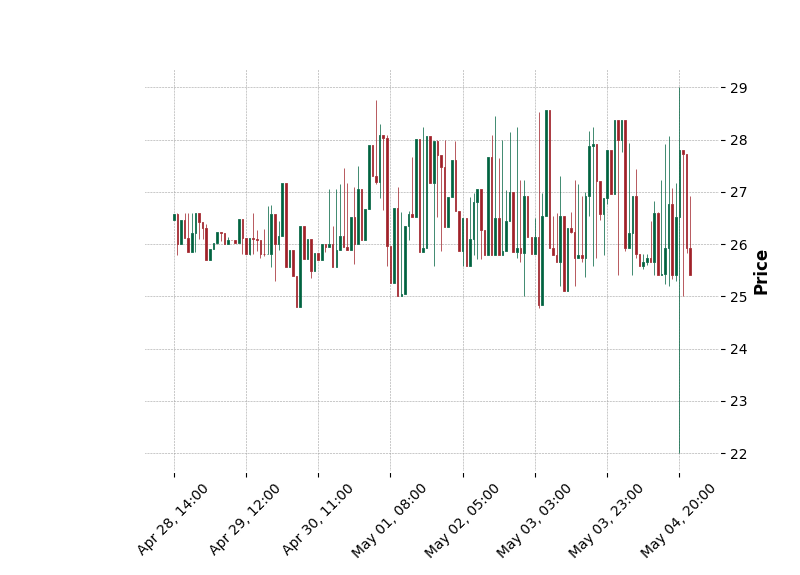 29
28
27
26
25
24
23
22
Price
Apr 28, 14:00
Apr 29, 12:00
Apr 30, 11:00
May 01, 08:00
May 02, 05:00
May 03, 03:00
May 03, 23:00
May 04, 20:00